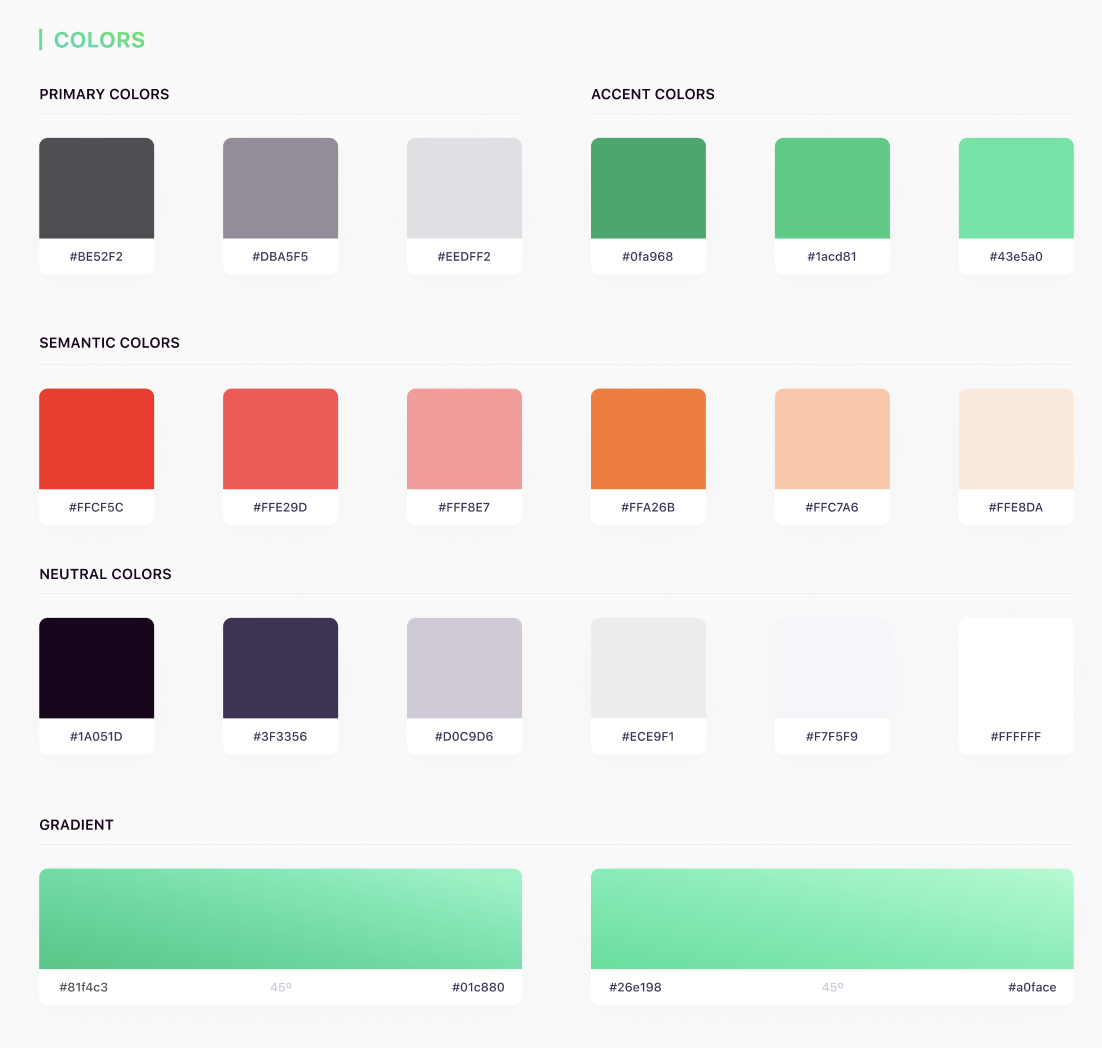 COLORS
PRIMARY COLORS
#BE52F2
#DBA5F5
#EEDFF2
ACCENT COLORS
#0fa968
#1acd81
#43e5a0
SEMANTIC COLORS
#FFCF5C
#FFE29D
#FFF8E7
#FFA26B
#FFC7A6
#FFE8DA
NEUTRAL COLORS
#1A051D
#3F3356
#D0C9D6
#ECE9F1
#F7F5F9
#FFFFFF
GRADIENT
#81f4c3
45º
#01c880
#26e198
45º
#a0face